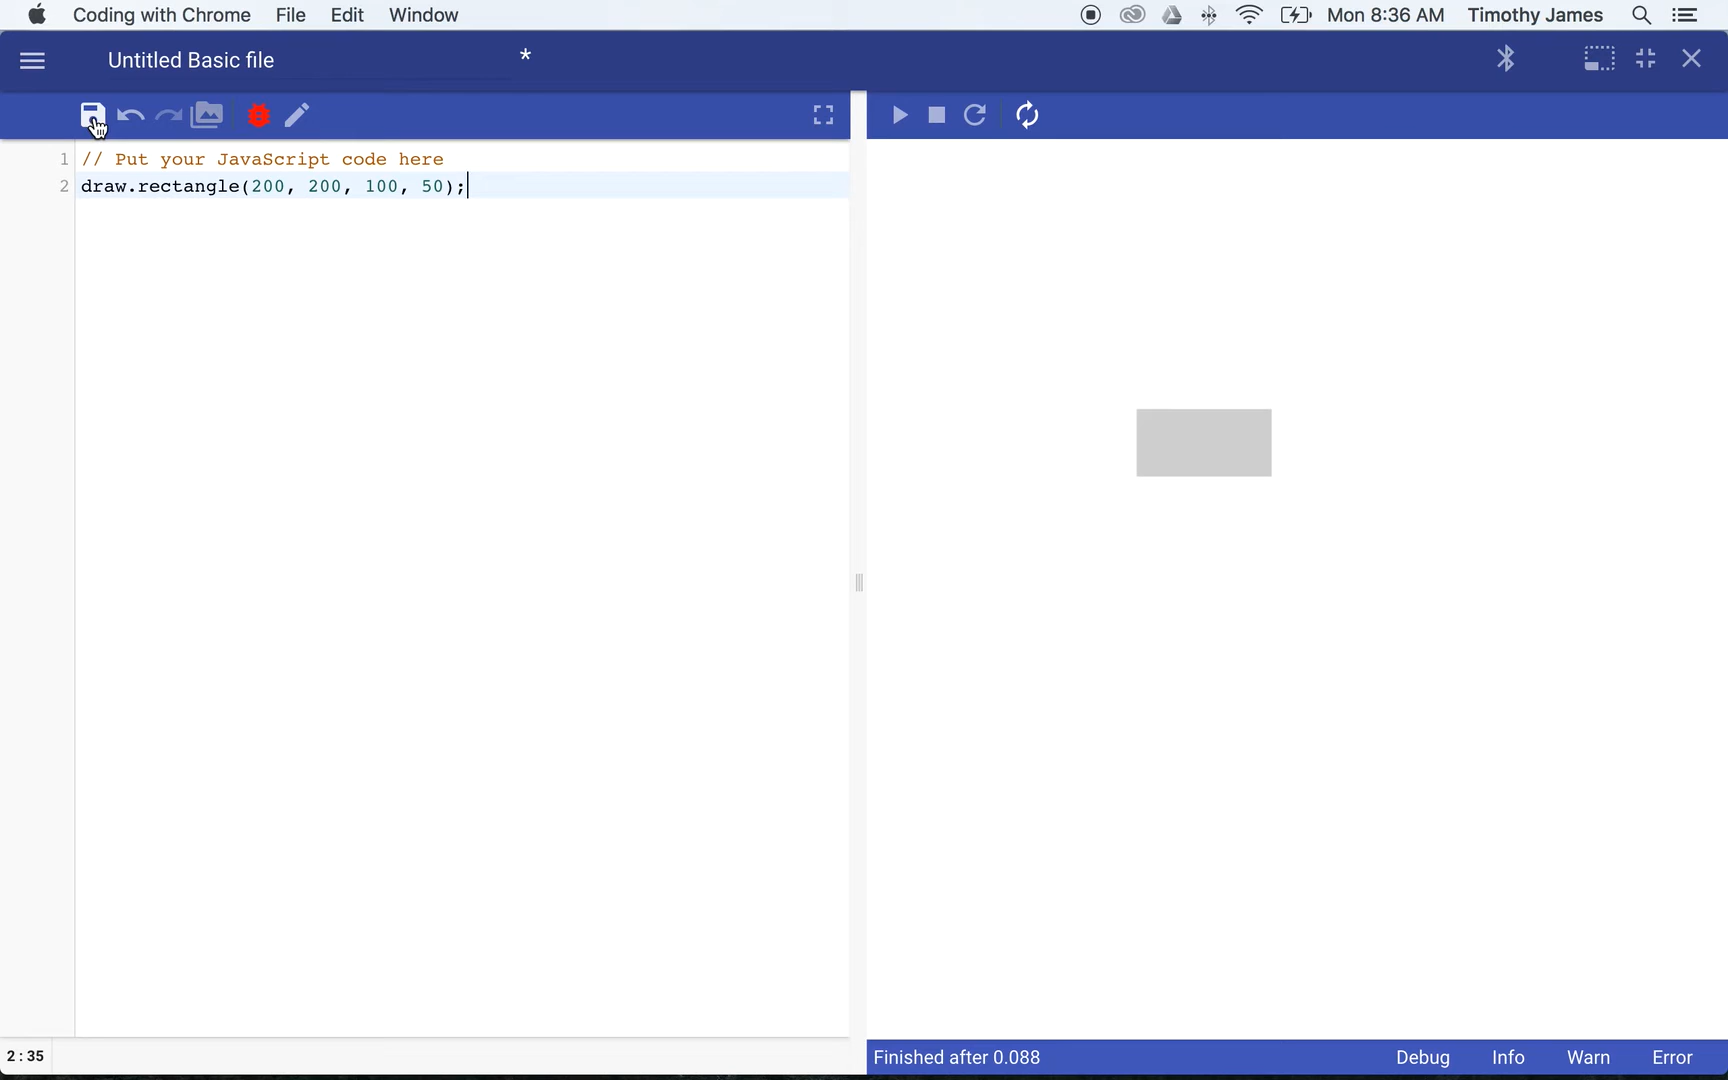 Coding with Chrome File Edit Window Mon 8:36 AM Timothy James
Untitled Basic file *
1 // Put your JavaScript code here
2 draw.rectangle(200, 200, 100, 50);
2:35
Finished after 0.088 Debug Info Warn Error